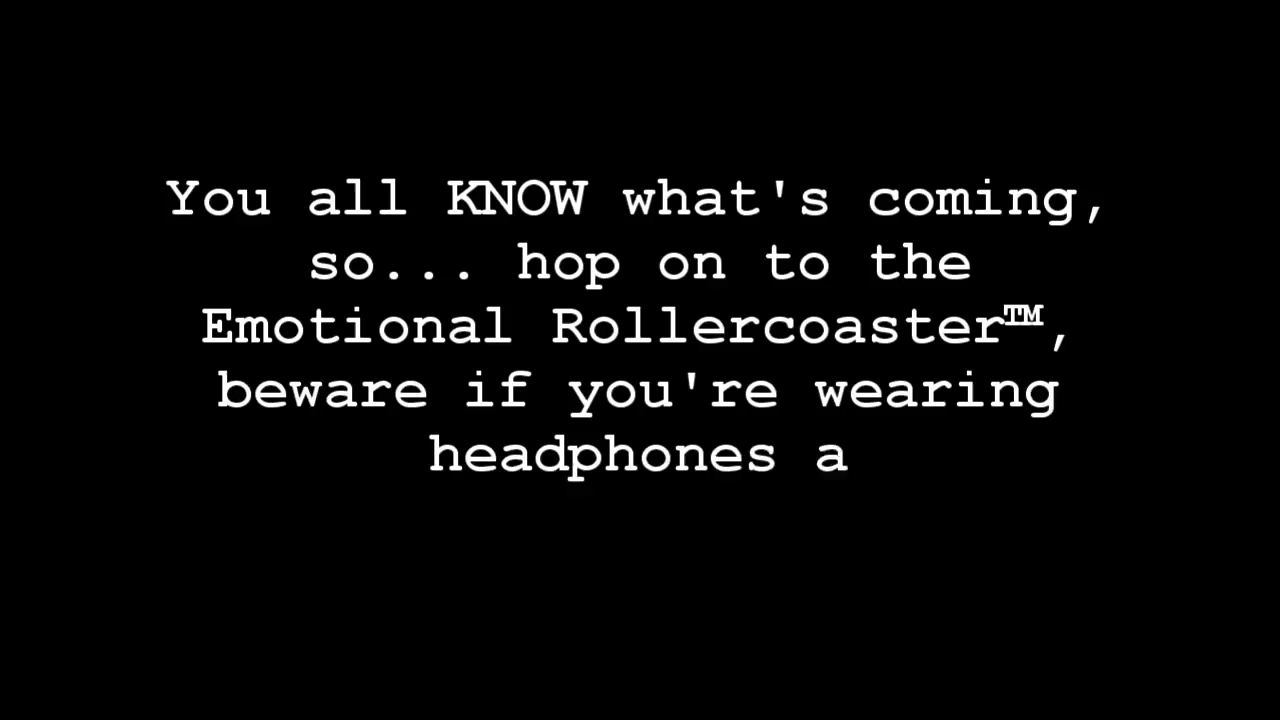 You all KNOW what's coming,
so... hop on to the
Emotional Rollercoaster™,
beware if you're wearing
headphones a